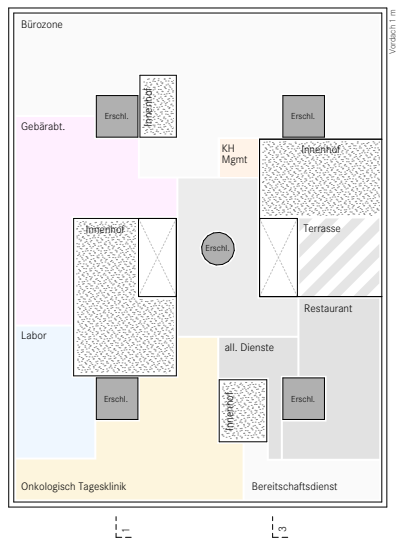 Bürozone
Vordach 1 m
Innenhof
Erschl.
Erschl.
Gebärabt.
KH
Mgmt
Innenhof
Innenhof
Terrasse
Erschl.
Restaurant
Labor
all. Dienste
Erschl.
Innenhof
Erschl.
Onkologisch Tagesklinik
Bereitschaftsdienst
1
3